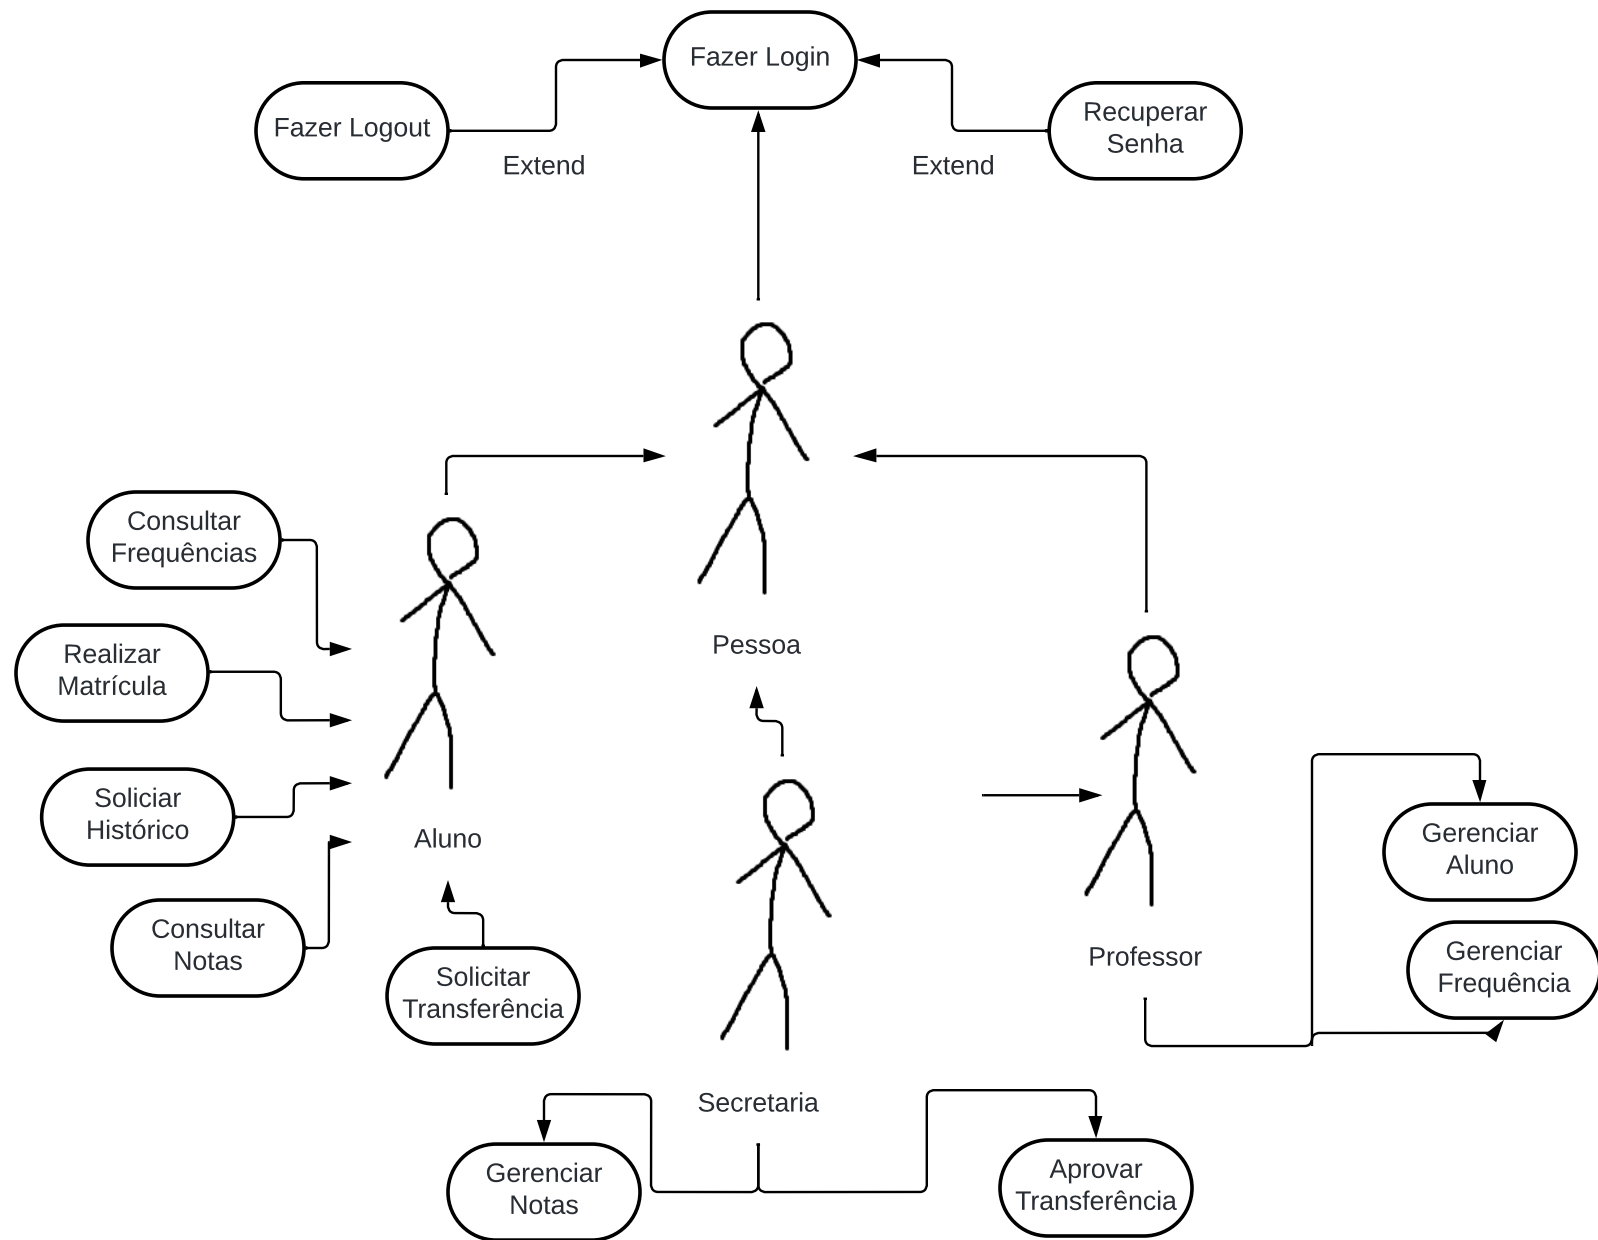 Fazer Login
Fazer Logout
Recuperar
Senha
Extend
Extend
Pessoa
Consultar
Frequências
Realizar
Matrícula
Soliciar
Histórico
Consultar
Notas
Aluno
Solicitar
Transferência
Professor
Gerenciar
Aluno
Gerenciar
Frequência
Secretaria
Gerenciar
Notas
Aprovar
Transferência